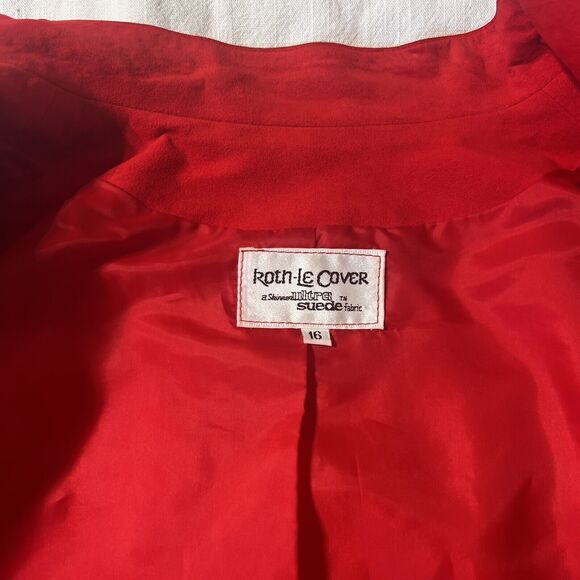 Roth-Le Cover
a Skinner ultra TM
suede fabric
16